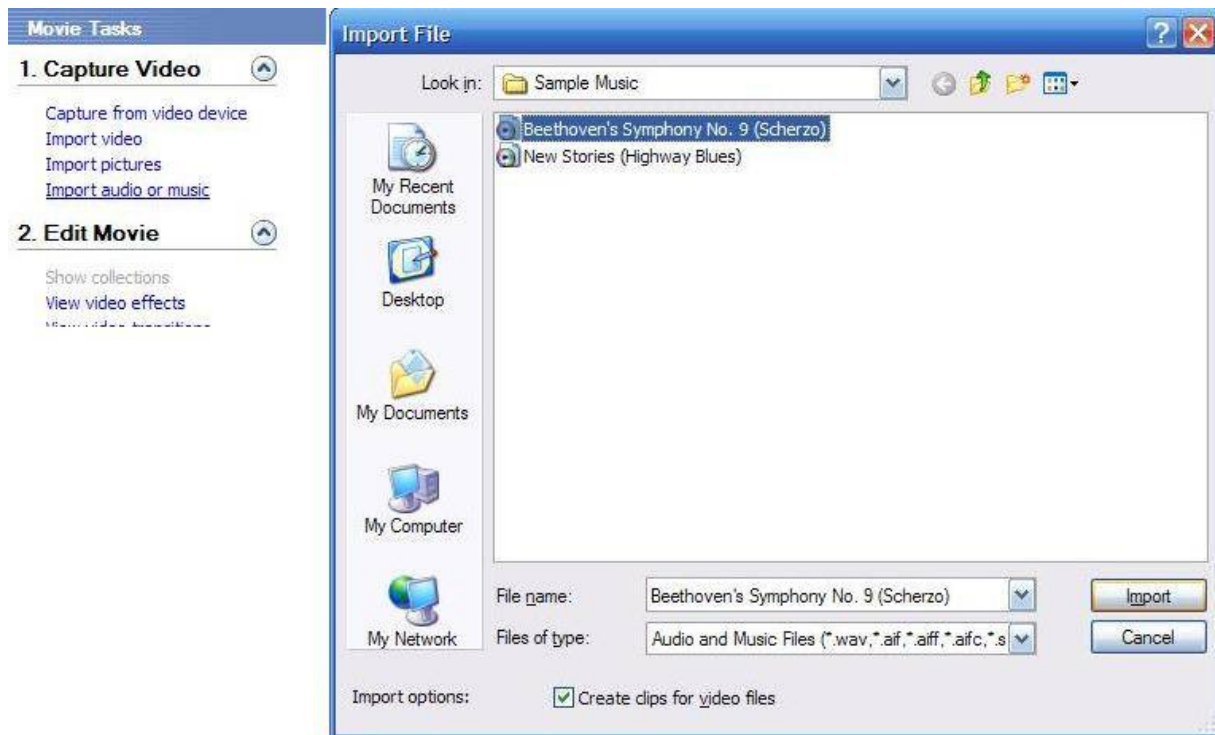 Movie Tasks
1. Capture Video
Capture from video device
Import video
Import pictures
Import audio or music
2. Edit Movie
Show collections
View video effects
View video transitions
Import File
Look in:
Sample Music
My Recent
Documents
Desktop
My Documents
My Computer
My Network
Beethoven's Symphony No. 9 (Scherzo)
New Stories (Highway Blues)
File name:
Beethoven's Symphony No. 9 (Scherzo)
Import
Files of type:
Audio and Music Files (*.wav,*.aif,*.aiff,*.aifc,*.s
Cancel
Import options:
Create clips for video files